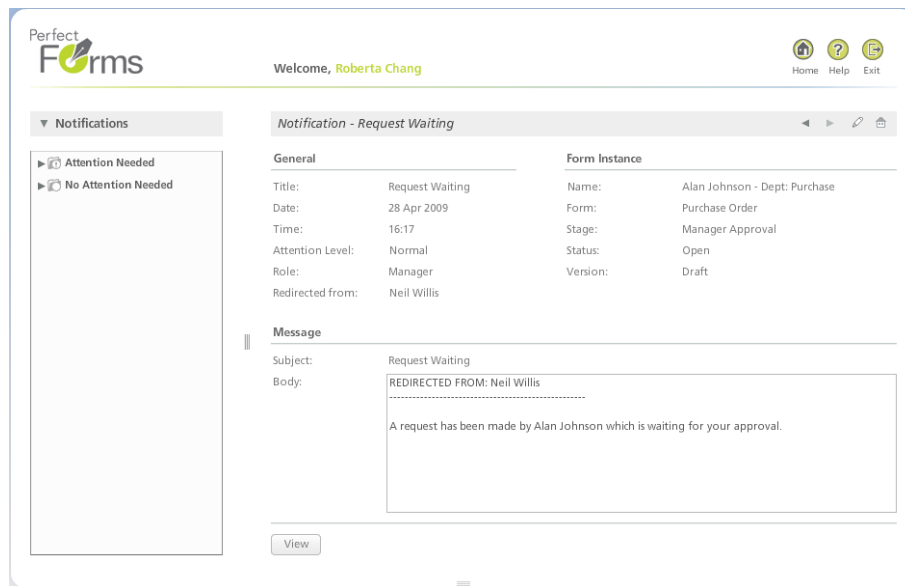 Perfect
Forms
Welcome, Roberta Chang
Home Help Exit
Notifications
Attention Needed
No Attention Needed
Notification - Request Waiting
General
Title: Request Waiting
Date: 28 Apr 2009
Time: 16:17
Attention Level: Normal
Role: Manager
Redirected from: Neil Willis
Form Instance
Name: Alan Johnson - Dept: Purchase
Form: Purchase Order
Stage: Manager Approval
Status: Open
Version: Draft
Message
Subject: Request Waiting
Body:
REDIRECTED FROM: Neil Willis
---------------------------------------------------
A request has been made by Alan Johnson which is waiting for your approval.
View